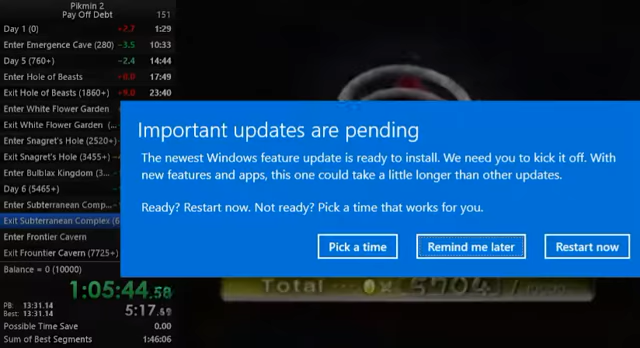 Pikmin 2
Pay Off Debt 151
Day 1 (0) +2.7 1:29
Enter Emergence Cave (280) -3.5 10:33
Day 5 (760+) -2.4 14:44
Enter Hole of Beasts +0.0 17:49
Exit Hole of Beasts (1860+) +9.0 23:40
Enter White Flower Garden
Exit White Flower Garden (...
Enter Snagret's Hole (2520+)
Exit Snagret's Hole (3455+)
Enter Bulblax Kingdom (3...
Day 6 (5465+)
Enter Subterranean Comp...
Exit Subterranean Complex (6
Enter Frontier Cavern
Exit Frountier Cavern (7725+)
Balance = 0 (10000)
1:05:44.58
PB: 13:31.14
Best: 13:31.14
5:17.69
Possible Time Save 0.00
Sum of Best Segments 1:46:06
Important updates are pending
The newest Windows feature update is ready to install. We need you to kick it off. With
new features and apps, this one could take a little longer than other updates.
Ready? Restart now. Not ready? Pick a time that works for you.
Pick a time
Remind me later
Restart now
Total ... x 5704